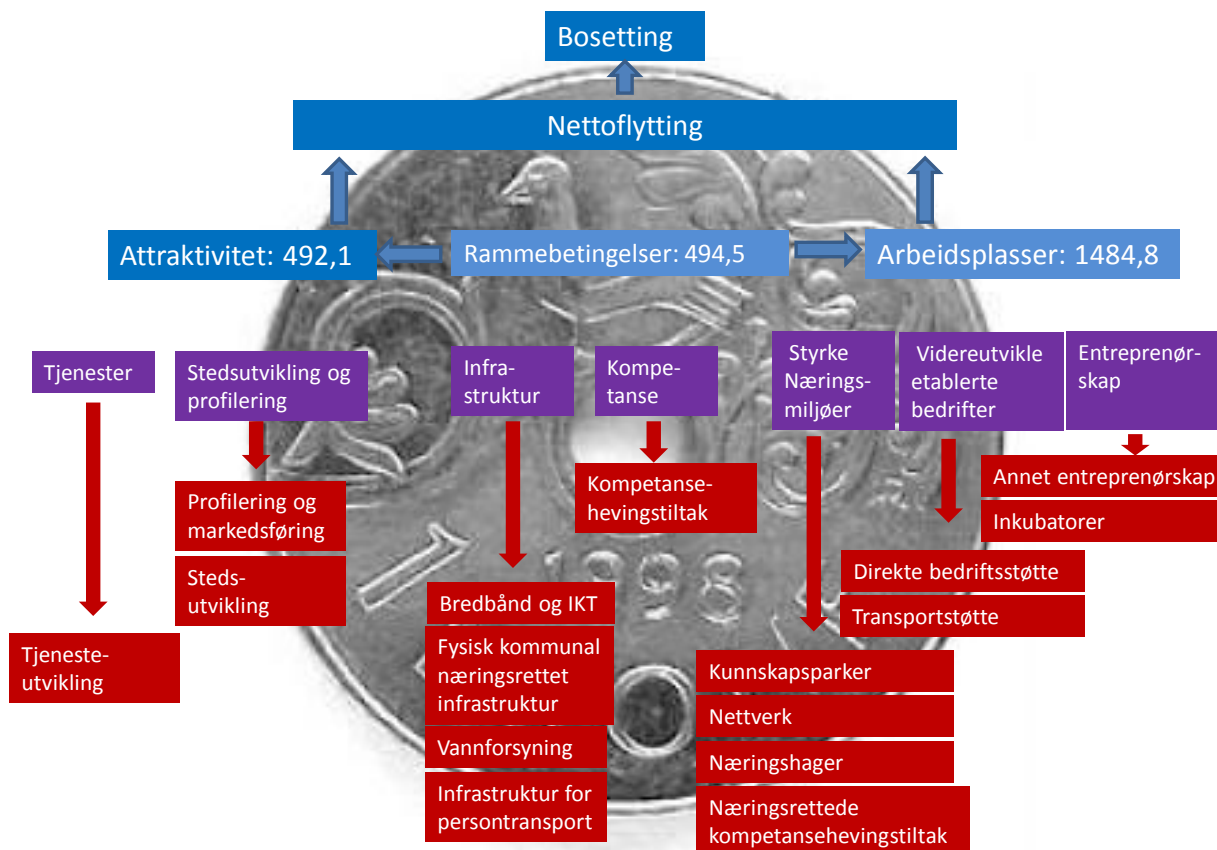 Bosetting
Nettoflytting
Attraktivitet: 492,1
Rammebetingelser: 494,5
Arbeidsplasser: 1484,8
Tjenester
Stedsutvikling og
profilering
Infra-
struktur
Kompe-
tanse
Styrke
Nærings-
miljøer
Videreutvikle
etablerte
bedrifter
Entreprenør-
skap
Profilering og
markedsføring
Steds-
utvikling
Kompetanse-
hevingstiltak
Annet entreprenørskap
Inkubatorer
Direkte bedriftsstøtte
Transportstøtte
Tjeneste-
utvikling
Bredbånd og IKT
Fysisk kommunal
næringsrettet
infrastruktur
Vannforsyning
Infrastruktur for
persontransport
Kunnskapsparker
Nettverk
Næringshager
Næringsrettede
kompetansehevingstiltak
1998